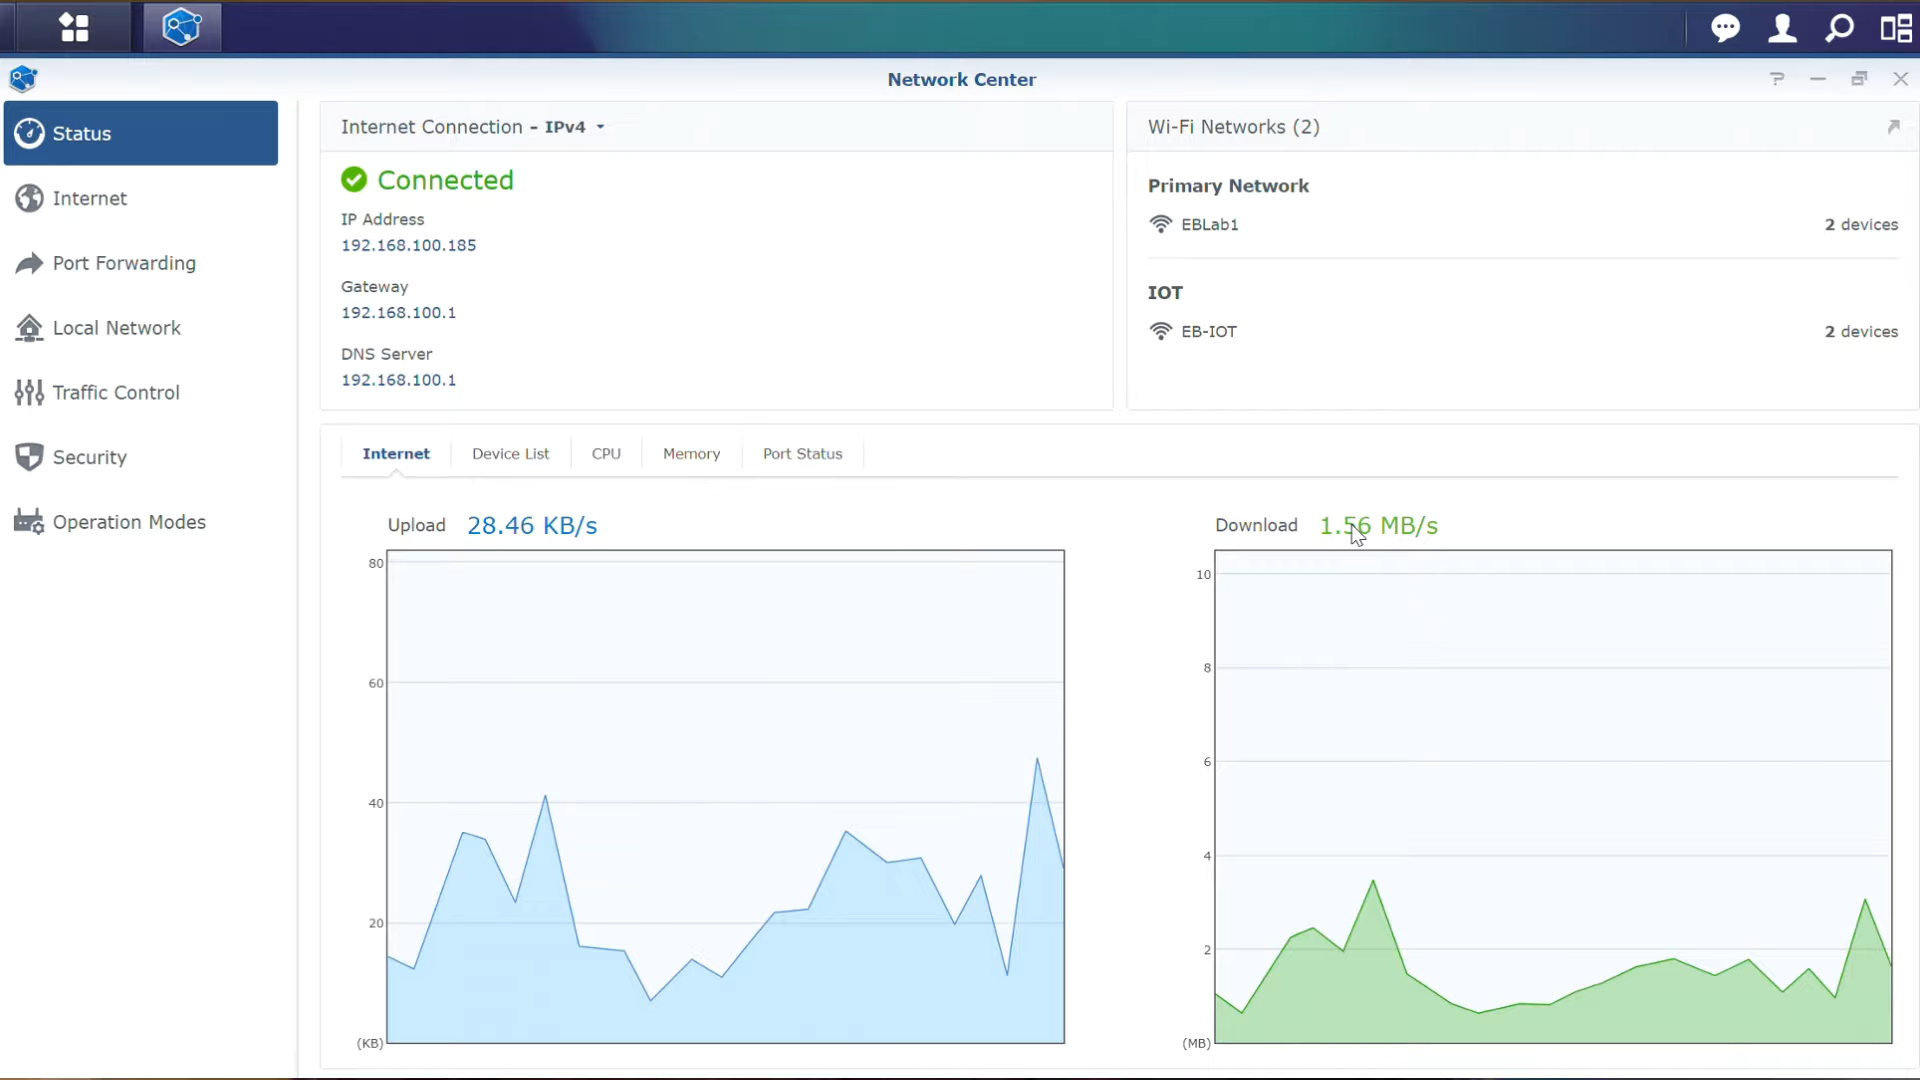 Network Center
Status
Internet
Port Forwarding
Local Network
Traffic Control
Security
Operation Modes
Internet Connection - IPv4
Connected
IP Address
192.168.100.185
Gateway
192.168.100.1
DNS Server
192.168.100.1
Wi-Fi Networks (2)
Primary Network
EBLab1 2 devices
IOT
EB-IOT 2 devices
Internet Device List CPU Memory Port Status
Upload 28.46 KB/s
80
60
40
20
(KB)
Download 1.56 MB/s
10
8
6
4
2
(MB)